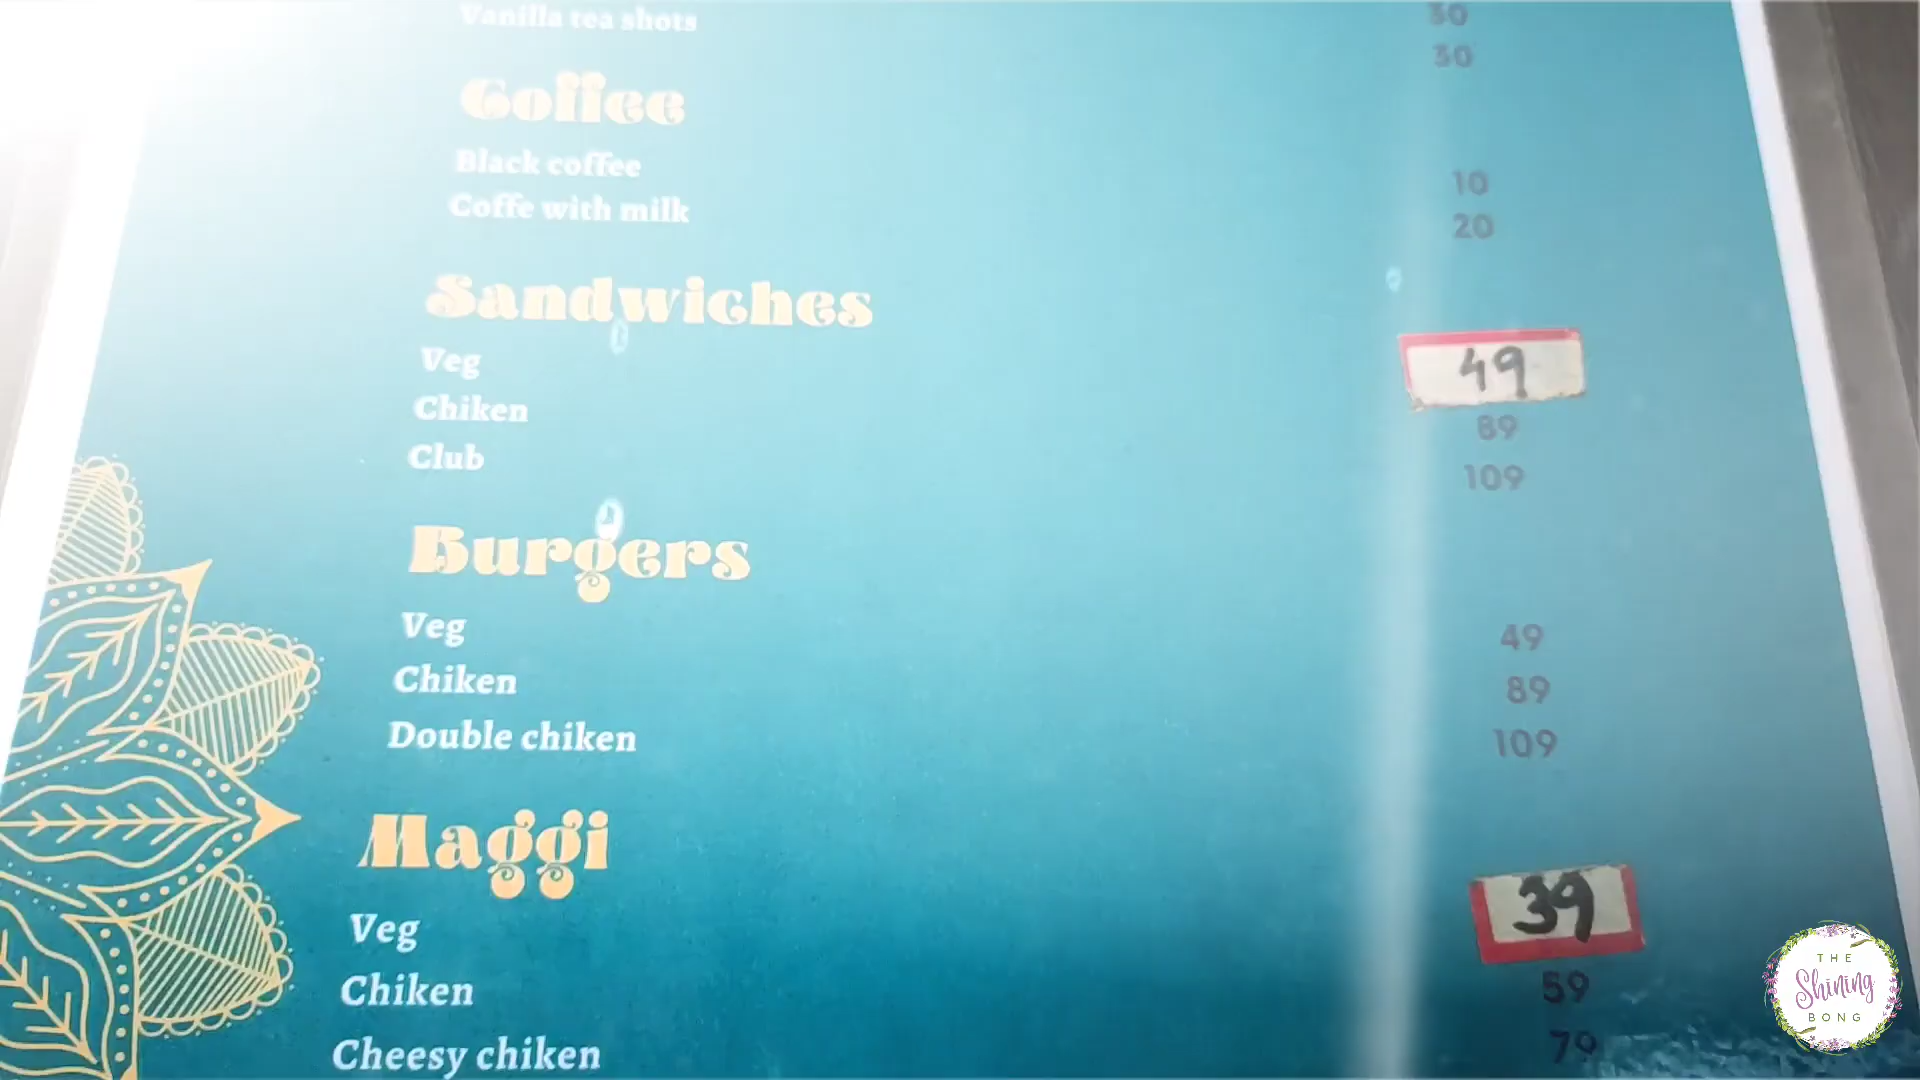 Vanilla tea shots 30
30
Coffee
Black coffee 10
Coffe with milk 20
Sandwiches
Veg 49
Chiken 89
Club 109
Burgers
Veg 49
Chiken 89
Double chiken 109
Maggi
Veg 39
Chiken 59
Cheesy chiken 79
THE
Shining
BONG